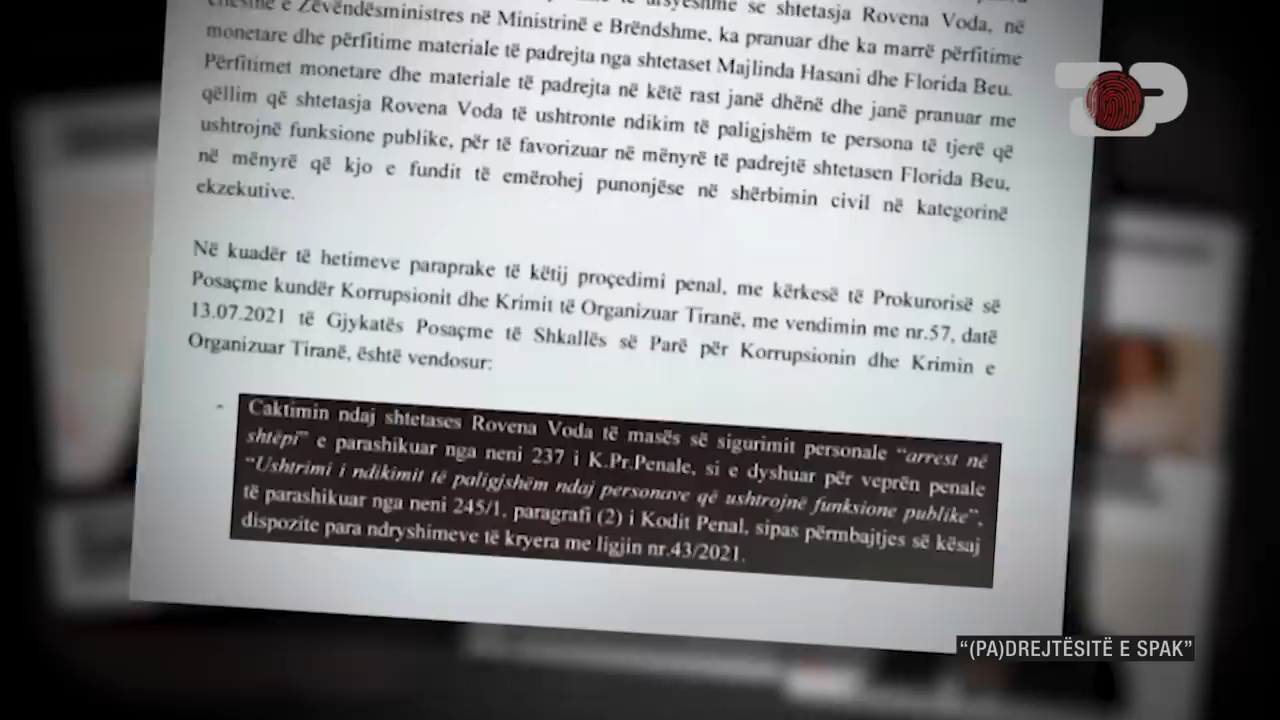 të arsyeshme se shtetasja Rovena Voda, në
e Zëvëndësministres në Ministrinë e Brëndshme, ka pranuar dhe ka marrë përfitime
monetare dhe përfitime materiale të padrejta nga shtetaset Majlinda Hasani dhe Florida Beu.
Përfitimet monetare dhe materiale të padrejta në këtë rast janë dhënë dhe janë pranuar me
qëllim që shtetasja Rovena Voda të ushtronte ndikim të paligjshëm te persona të tjerë që
ushtrojnë funksione publike, për të favorizuar në mënyrë të padrejtë shtetasen Florida Beu,
në mënyrë që kjo e fundit të emërohej punonjëse në shërbimin civil në kategorinë
ekzekutive.
Në kuadër të hetimeve paraprake të këtij proçedimi penal, me kërkesë të Prokurorisë së
Posaçme kundër Korrupsionit dhe Krimit të Organizuar Tiranë, me vendimin me nr.57, datë
13.07.2021 të Gjykatës Posaçme të Shkallës së Parë për Korrupsionin dhe Krimin e
Organizuar Tiranë, është vendosur:
- Caktimin ndaj shtetases Rovena Voda të masës së sigurimit personale “arrest në
shtëpi” e parashikuar nga neni 237 i K.Pr.Penale, si e dyshuar për veprën penale
“Ushtrimi i ndikimit të paligjshëm ndaj personave që ushtrojnë funksione publike”,
të parashikuar nga neni 245/1, paragrafi (2) i Kodit Penal, sipas përmbajtjes së kësaj
dispozite para ndryshimeve të kryera me ligjin nr.43/2021.
“(PA)DREJTËSITË E SPAK”